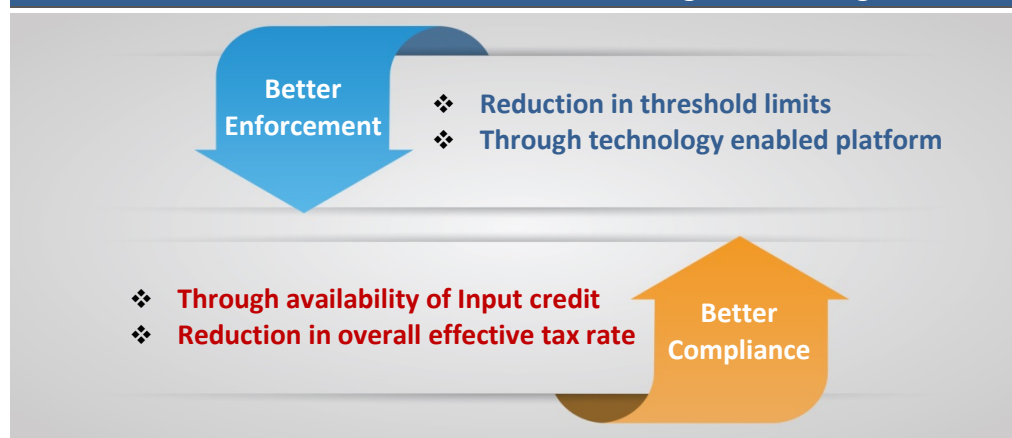 Better
Enforcement
❖ Reduction in threshold limits
❖ Through technology enabled platform
❖ Through availability of Input credit
❖ Reduction in overall effective tax rate
Better
Compliance